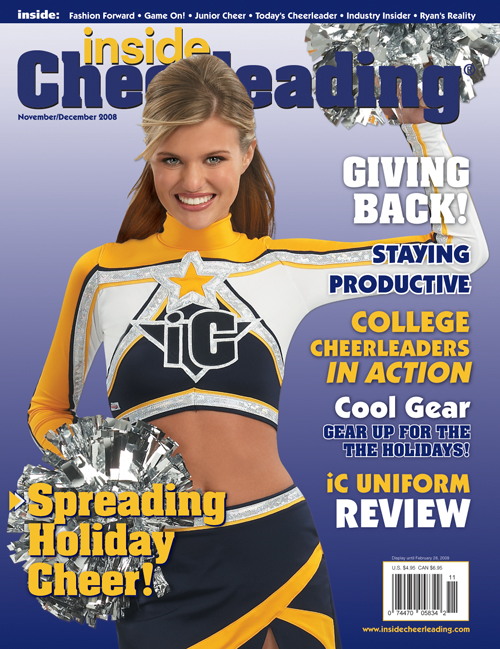 inside: Fashion Forward • Game On! • Junior Cheer • Today's Cheerleader • Industry Insider • Ryan's Reality
inside
Cheerleading®
November/December 2008
GIVING
BACK!
STAYING
PRODUCTIVE
COLLEGE
CHEERLEADERS
IN ACTION
iC
Cool Gear
GEAR UP FOR THE
THE HOLIDAYS!
iC UNIFORM
REVIEW
Spreading
Holiday
Cheer!
Display until February 28, 2009
U.S. $4.95 CAN $6.95
11
0 74470 05834 2
www.insidecheerleading.com